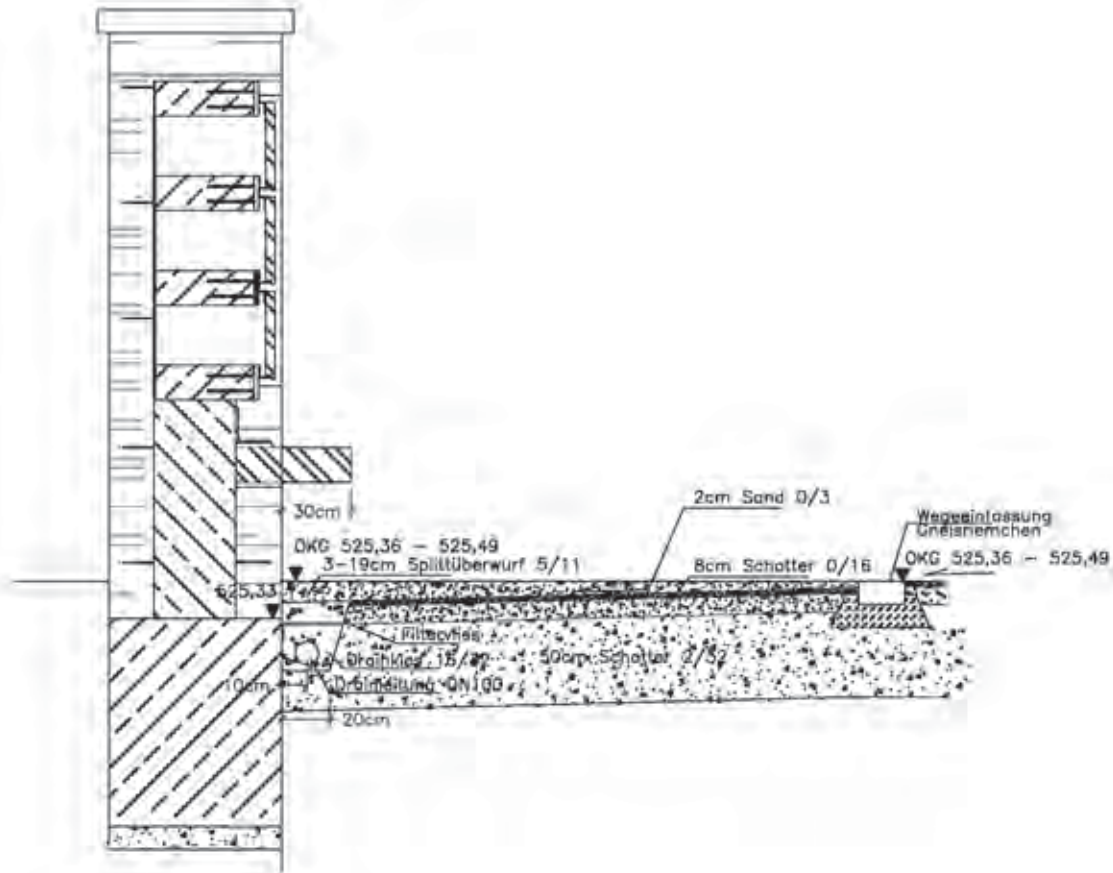 30cm
2cm Sand 0/3
Wegeeinfassung
Gneisriemchen
OKG 525,36 - 525,49
OKG 525,36 - 525,49
3-19cm Splittüberwurf 5/11
8cm Schotter 0/16
525,33
Filtervlies
Drainkies 16/32
50cm Schotter 2/32
10cm
Drainleitung DN100
20cm